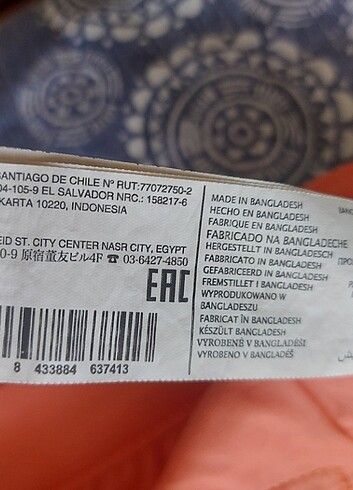 SANTIAGO DE CHILE Nº RUT:77072750-2
04-105-9 EL SALVADOR NRC.: 158217-6
KARTA 10220, INDONESIA
EID ST. CITY CENTER NASR CITY, EGYPT
0-9 原宿董友ビル4F ☎ 03-6427-4850
EAC
8 433884 637413
MADE IN BANGLADESH
HECHO EN BANGLADESH
FABRIQUE EN BANGLADESH
FABRICADO NA BANGLADECHE
HERGESTELLT IN BANGLADESCH
FABBRICATO IN BANGLADESH
GEFABRICEERD IN BANGLADESH
FREMSTILLET I BANGLADESH
WYPRODUKOWANO W
BANGLADESZU
FABRICAT ÎN BANGLADESH
KÉSZÜLT BANGLADESH
VYROBENÉ V BANGLADÉŠI
VYROBENO V BANGLADÉŠ